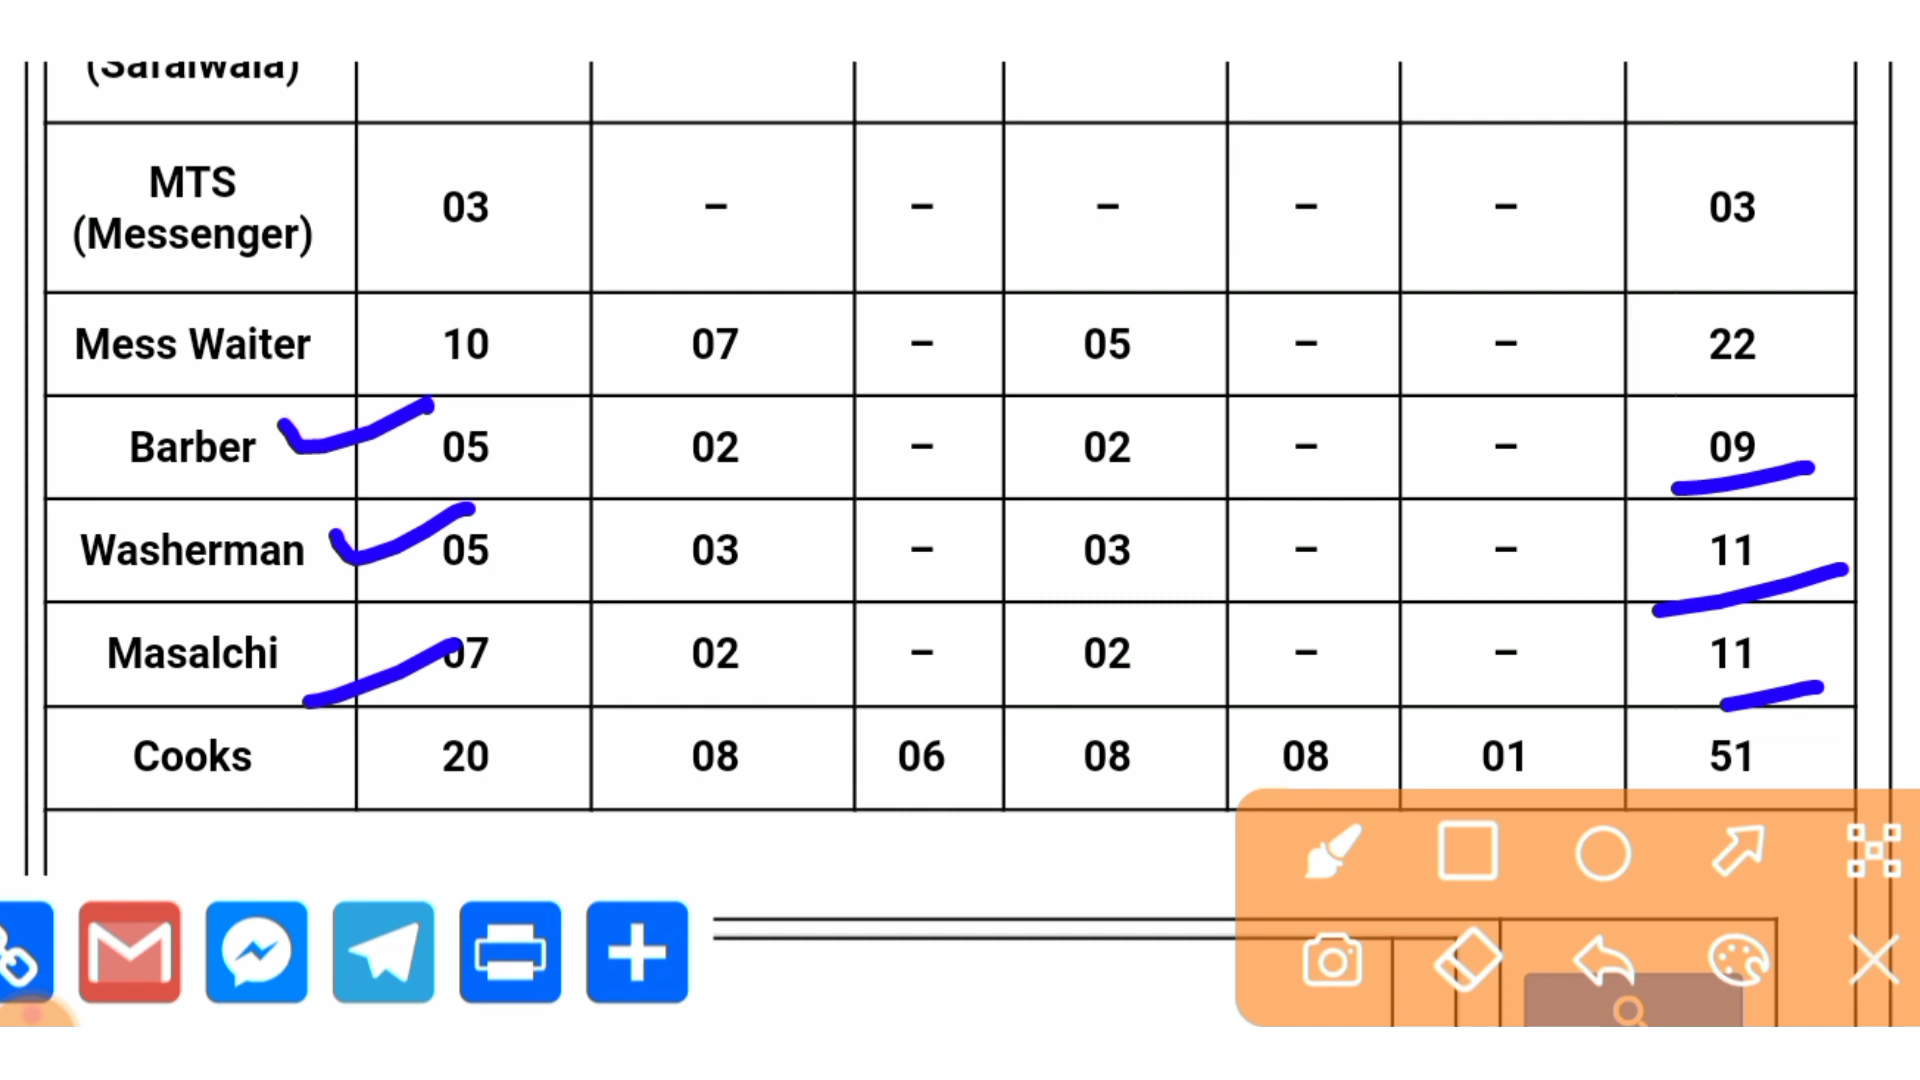 (Safaiwala)
MTS
(Messenger) 03 – – – – – 03
Mess Waiter 10 07 – 05 – – 22
Barber 05 02 – 02 – – 09
Washerman 05 03 – 03 – – 11
Masalchi 07 02 – 02 – – 11
Cooks 20 08 06 08 08 01 51